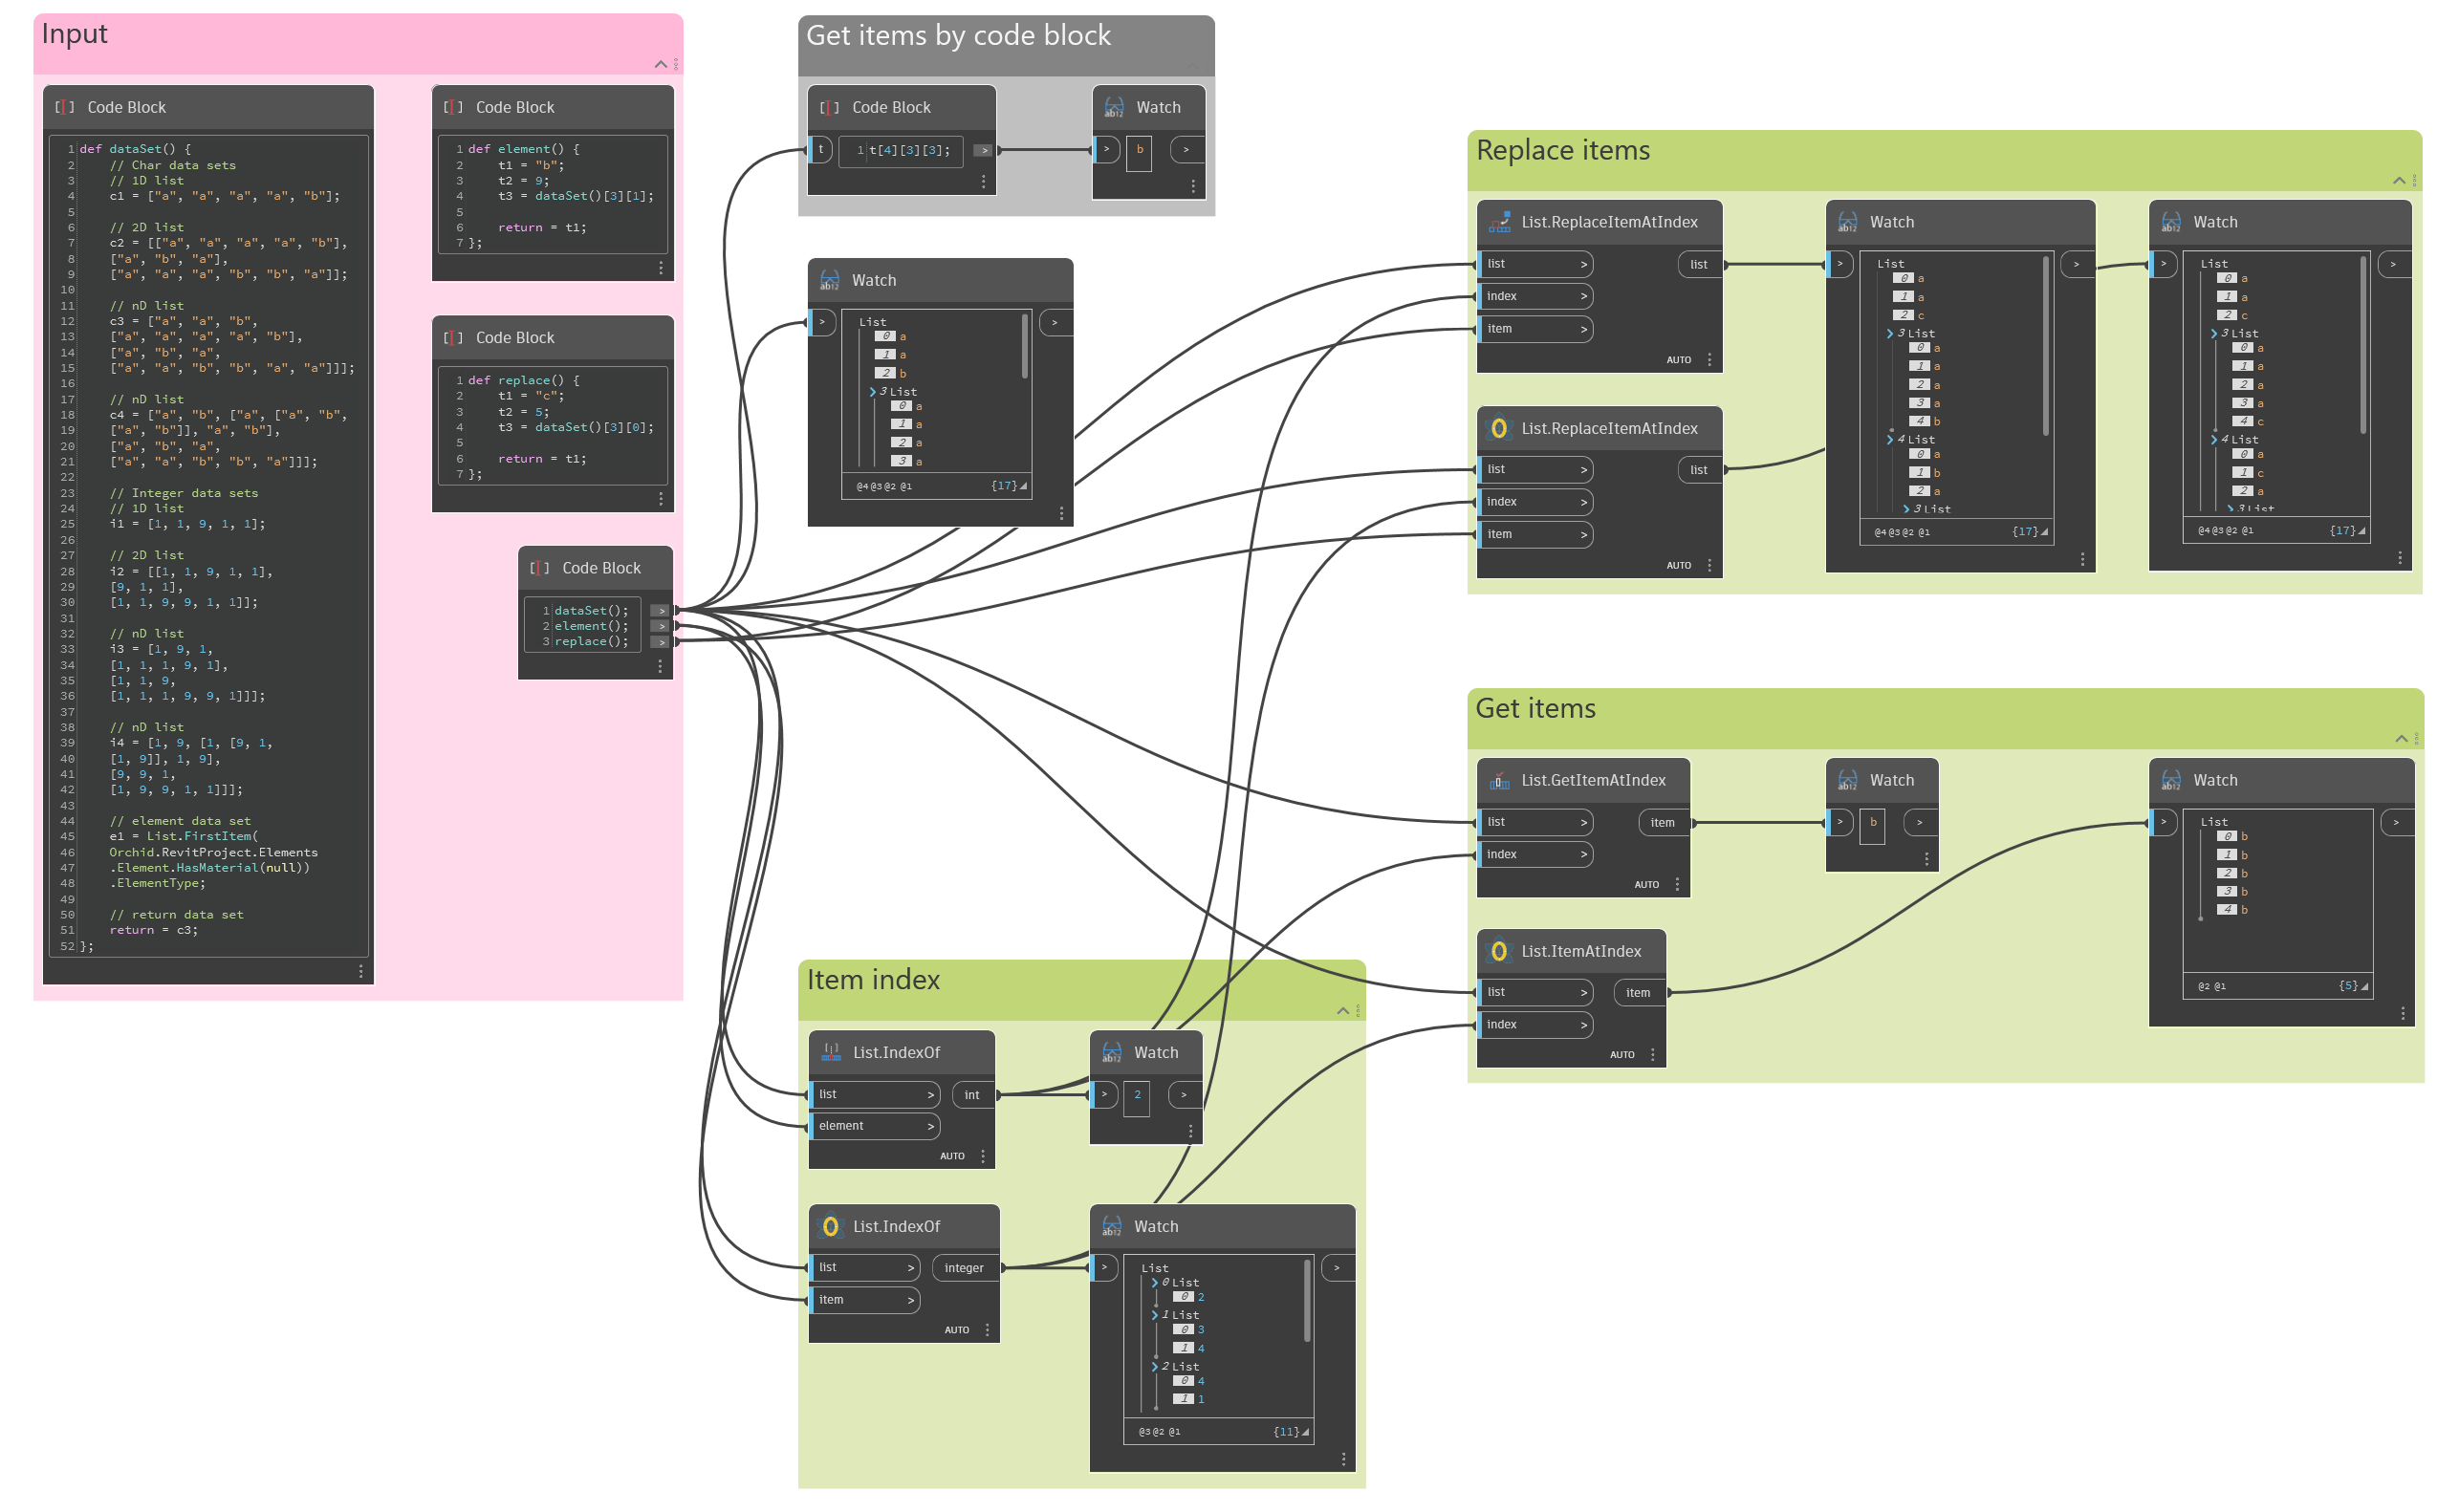 Input
Code Block
1 def dataSet() {
2 // Char data sets
3 // 1D list
4 c1 = ["a", "a", "a", "a", "b"];
5
6 // 2D list
7 c2 = [["a", "a", "a", "a", "b"],
8 ["a", "b", "a"],
9 ["a", "a", "a", "b", "b", "a"]];
10
11 // nD list
12 c3 = ["a", "a", "b",
13 ["a", "a", "a", "a", "b"],
14 ["a", "b", "a",
15 ["a", "a", "b", "b", "a", "a"]]];
16
17 // nD list
18 c4 = ["a", "b", ["a", ["a", "b",
19 ["a", "b"]], "a", "b"],
20 ["a", "b", "a",
21 ["a", "a", "b", "b", "a"]]];
22
23 // Integer data sets
24 // 1D list
25 i1 = [1, 1, 9, 1, 1];
26
27 // 2D list
28 i2 = [[1, 1, 9, 1, 1],
29 [9, 1, 1],
30 [1, 1, 9, 9, 1, 1]];
31
32 // nD list
33 i3 = [1, 9, 1,
34 [1, 1, 1, 9, 1],
35 [1, 1, 9,
36 [1, 1, 1, 9, 9, 1]]];
37
38 // nD list
39 i4 = [1, 9, [1, [9, 1,
40 [1, 9]], 1, 9],
41 [9, 9, 1,
42 [1, 9, 9, 1, 1]]];
43
44 // element data set
45 e1 = List.FirstItem(
46 Orchid.RevitProject.Elements
47 .Element.HasMaterial(null))
48 .ElementType;
49
50 // return data set
51 return = c3;
52 };
Code Block
1 def element() {
2 t1 = "b";
3 t2 = 9;
4 t3 = dataSet()[3][1];
5
6 return = t1;
7 };
Code Block
1 def replace() {
2 t1 = "c";
3 t2 = 5;
4 t3 = dataSet()[3][0];
5
6 return = t1;
7 };
Code Block
1 dataSet(); >
2 element(); >
3 replace(); >
Get items by code block
Code Block
t 1 t[4][3][3]; >
Watch
> b >
Watch
> List >
0 a
1 a
2 b
3 List
0 a
1 a
2 a
3 a
@4 @3 @2 @1 {17}
Replace items
List.ReplaceItemAtIndex
list > list
index >
item >
AUTO
List.ReplaceItemAtIndex
list > list
index >
item >
AUTO
Watch
> List >
0 a
1 a
2 c
3 List
0 a
1 a
2 a
3 a
4 b
4 List
0 a
1 b
2 a
3 List
@4 @3 @2 @1 {17}
Watch
> List >
0 a
1 a
2 c
3 List
0 a
1 a
2 a
3 a
4 c
4 List
0 a
1 c
2 a
3 List
@4 @3 @2 @1 {17}
Get items
List.GetItemAtIndex
list > item
index >
AUTO
Watch
> b >
List.ItemAtIndex
list > item
index >
AUTO
Watch
> List >
0 b
1 b
2 b
3 b
4 b
@2 @1 {5}
Item index
List.IndexOf
list > int
element >
AUTO
Watch
> 2 >
List.IndexOf
list > integer
item >
AUTO
Watch
> List >
0 List
0 2
1 List
0 3
1 4
2 List
0 4
1 1
@3 @2 @1 {11}